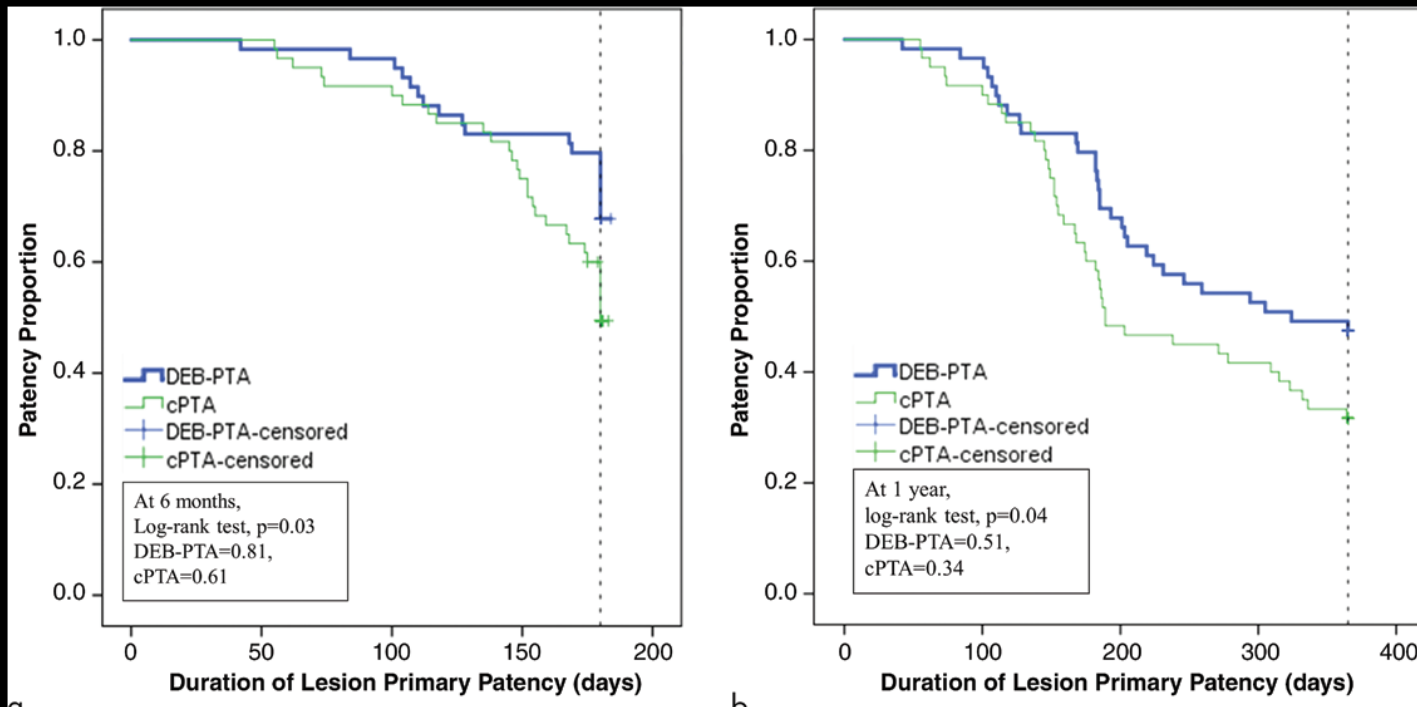 1.0
0.8
0.6
0.4
0.2
0.0
Patency Proportion
DEB-PTA
cPTA
DEB-PTA-censored
cPTA-censored
At 6 months,
Log-rank test, p=0.03
DEB-PTA=0.81,
cPTA=0.61
0 50 100 150 200
Duration of Lesion Primary Patency (days)
1.0
0.8
0.6
0.4
0.2
0.0
Patency Proportion
DEB-PTA
cPTA
DEB-PTA-censored
cPTA-censored
At 1 year,
log-rank test, p=0.04
DEB-PTA=0.51,
cPTA=0.34
0 100 200 300 400
Duration of Lesion Primary Patency (days)